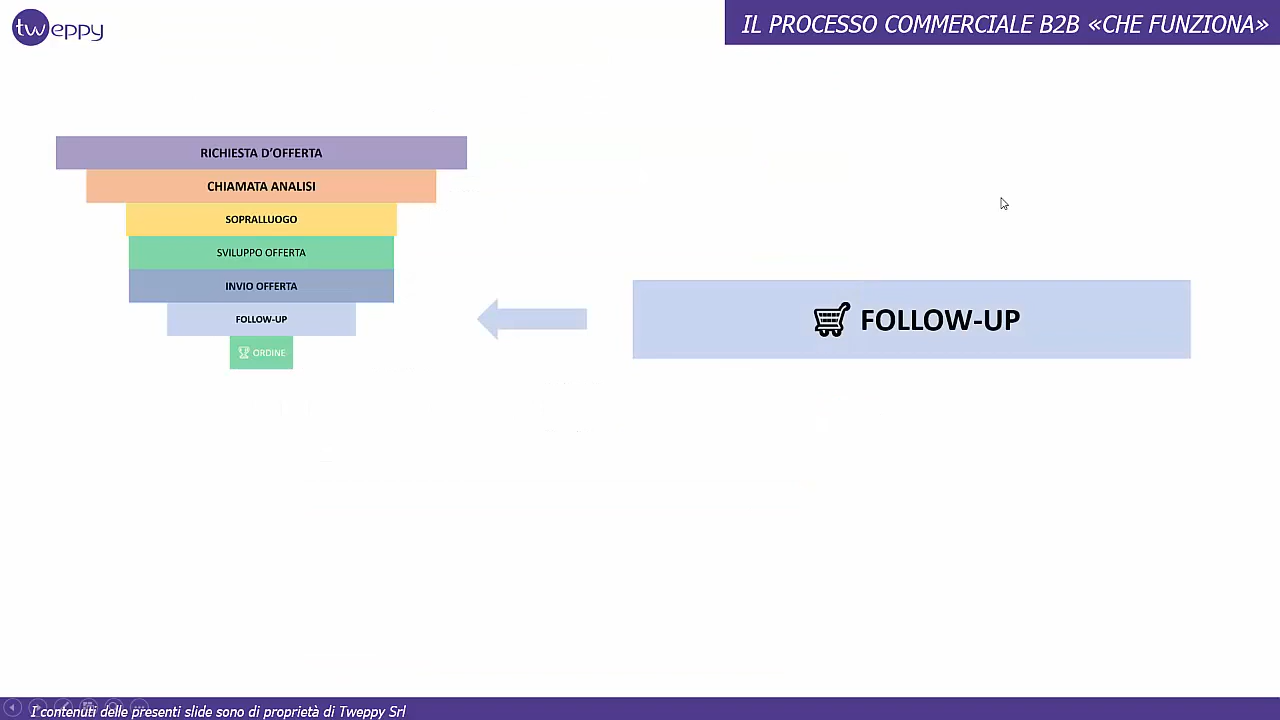 tweppy
IL PROCESSO COMMERCIALE B2B «CHE FUNZIONA»
RICHIESTA D'OFFERTA
CHIAMATA ANALISI
SOPRALLUOGO
SVILUPPO OFFERTA
INVIO OFFERTA
FOLLOW-UP
ORDINE
FOLLOW-UP
I contenuti delle presenti slide sono di proprietà di Tweppy Srl